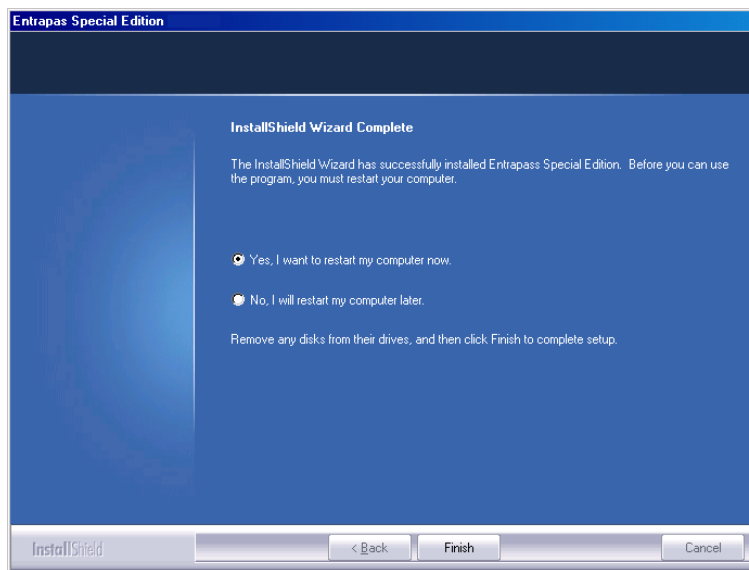 Entrapas Special Edition
InstallShield Wizard Complete
The InstallShield Wizard has successfully installed Entrapass Special Edition. Before you can use
the program, you must restart your computer.
Yes, I want to restart my computer now.
No, I will restart my computer later.
Remove any disks from their drives, and then click Finish to complete setup.
InstallShield
< Back
Finish
Cancel